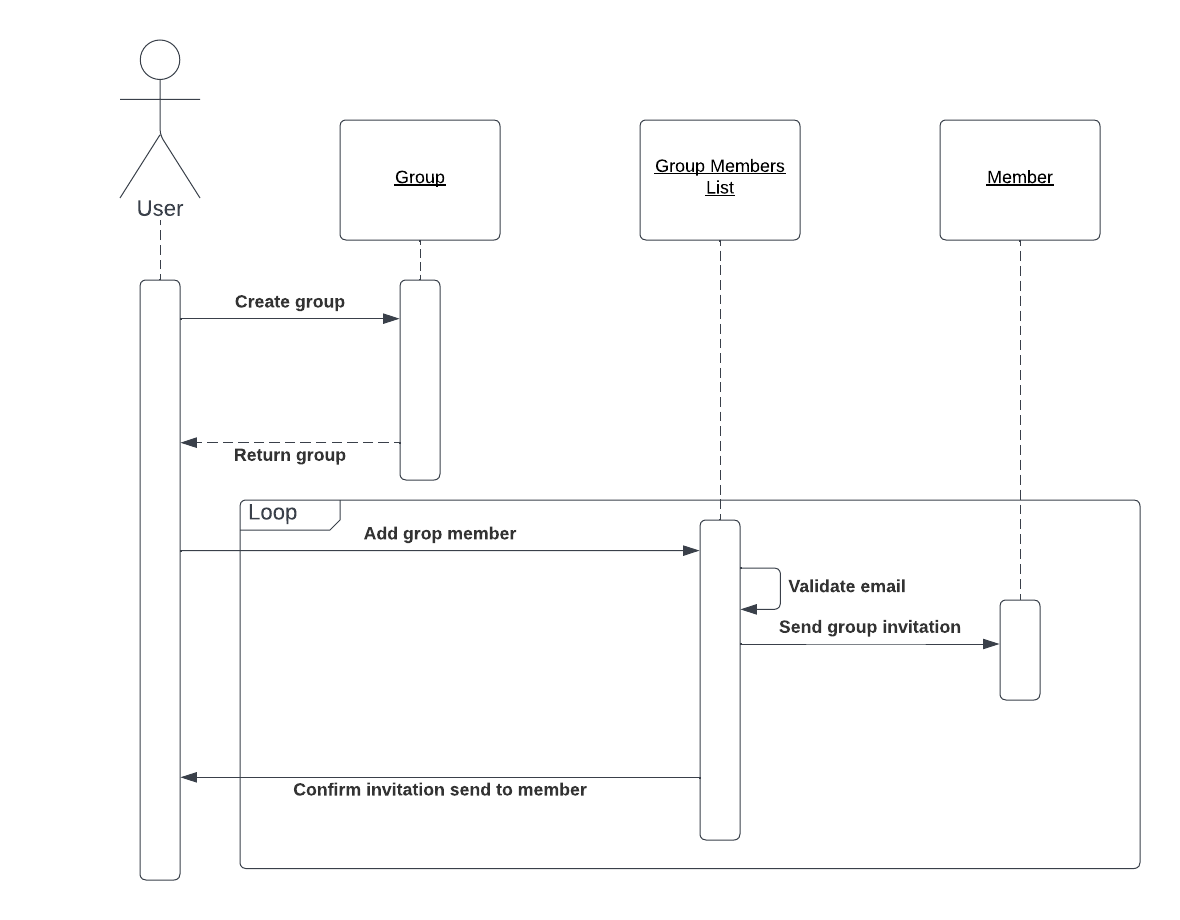 User
Group
Group Members
List
Member
Create group
Return group
Loop
Add grop member
Validate email
Send group invitation
Confirm invitation send to member